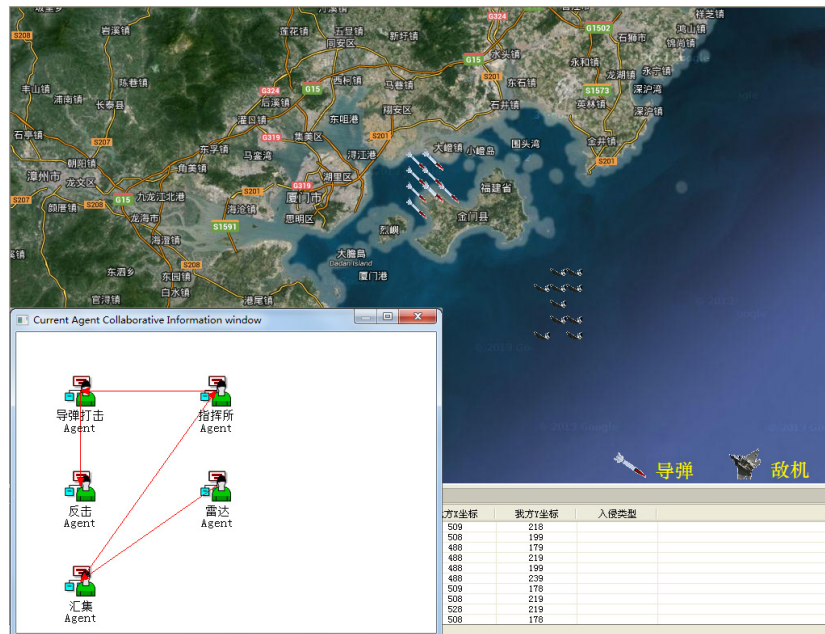 岩溪镇
莲花镇
五显镇
同安区
新圩镇
水头镇
祥芝镇
鸿山镇
石狮市
锦尚镇
S208
G324
G1502
G15
S201
永和镇
龙湖镇
永宁镇
深沪湾
东石镇
S1573
英林镇
深沪镇
陈巷镇
丰山镇
浦南镇
长泰县
G324
G15
西柯镇
马巷镇
后溪镇
翔安区
石井镇
灌口镇
东咀港
石亭镇
S207
东孚镇
G319
集美区
S201
马銮湾
浔江港
大嶝镇
小嶝岛
围头湾
金井镇
S201
朝阳镇
漳州市
龙文区
角美镇
湖里区
G319
S201
厦门市
福建省
S207
颜厝镇
S208
G15
九龙江北港
龙海市
海沧镇
思明区
金门县
S1591
烈屿
海澄镇
大膽島
Dadan Island
S208
东泗乡
东园镇
厦门港
白水镇
官浔镇
港尾镇
Current Agent Collaborative Information window
导弹打击
Agent
指挥所
Agent
反击
Agent
雷达
Agent
汇集
Agent
导弹
敌机
方X坐标 我方Y坐标 入侵类型
509 218
508 199
488 179
488 219
488 199
488 239
509 178
508 219
528 219
508 178